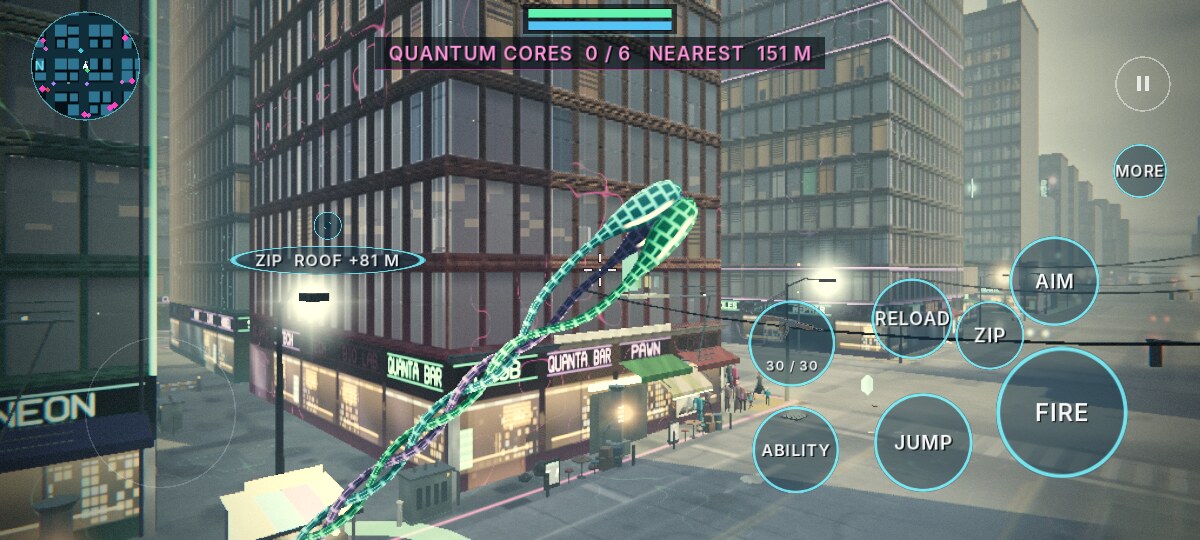 QUANTUM CORES 0 / 6 NEAREST 151 M
N
MORE
ZIP ROOF +81 M
AIM
RELOAD
ZIP
30 / 30
FIRE
ABILITY
JUMP
QUANTA BAR
QUANTA BAR
PAWN
NEON